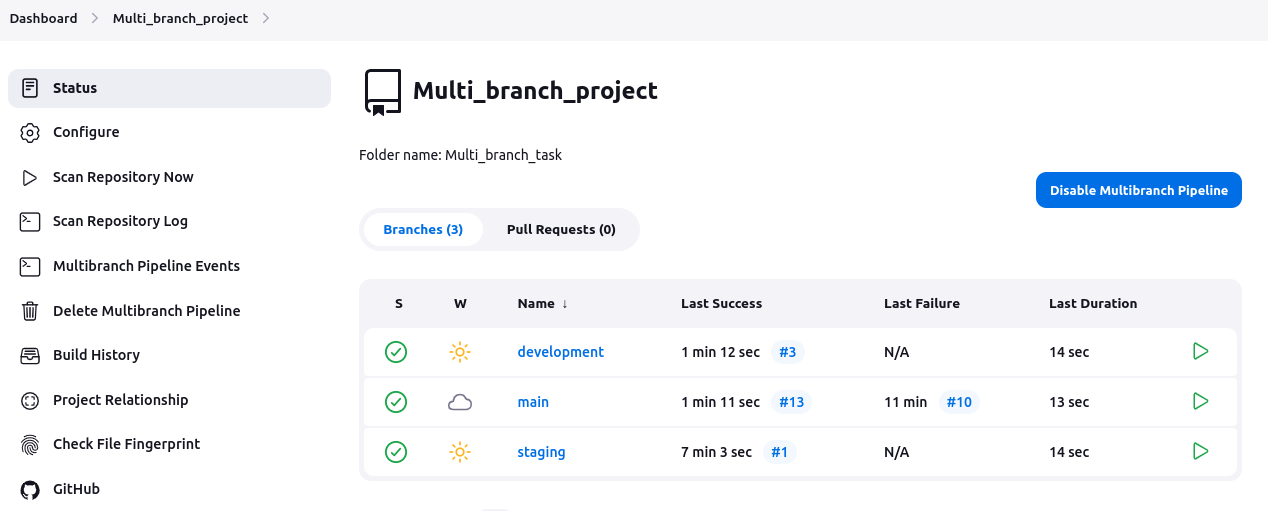 Dashboard Multi_branch_project
Status
Configure
Scan Repository Now
Scan Repository Log
Multibranch Pipeline Events
Delete Multibranch Pipeline
Build History
Project Relationship
Check File Fingerprint
GitHub
Multi_branch_project
Folder name: Multi_branch_task
Disable Multibranch Pipeline
Branches (3) Pull Requests (0)
S W Name ↓ Last Success Last Failure Last Duration
development 1 min 12 sec #3 N/A 14 sec
main 1 min 11 sec #13 11 min #10 13 sec
staging 7 min 3 sec #1 N/A 14 sec